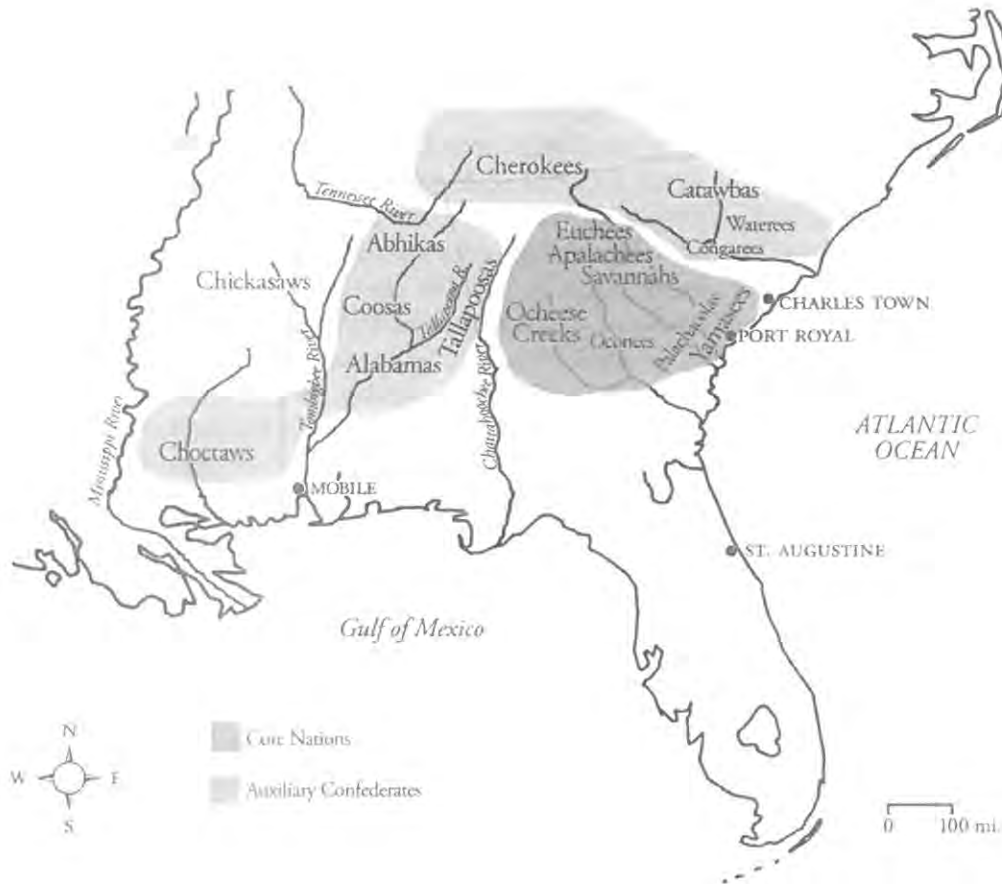 Cherokees
Catawbas
Tennessee River
Waterees
Congarees
Abhikas
Euchees
Apalachees
Savannahs
Chickasaws
Coosas
Tallapoosa R.
Tallapoosas
Ocheese
Creeks
Oconees
Palachacolas
Yamasees
CHARLES TOWN
PORT ROYAL
Alabamas
Tombigbee River
Chattahoochee River
Mississippi River
Choctaws
ATLANTIC
OCEAN
MOBILE
ST. AUGUSTINE
Gulf of Mexico
N
W
E
S
Core Nations
Auxiliary Confederates
0 100 mi.